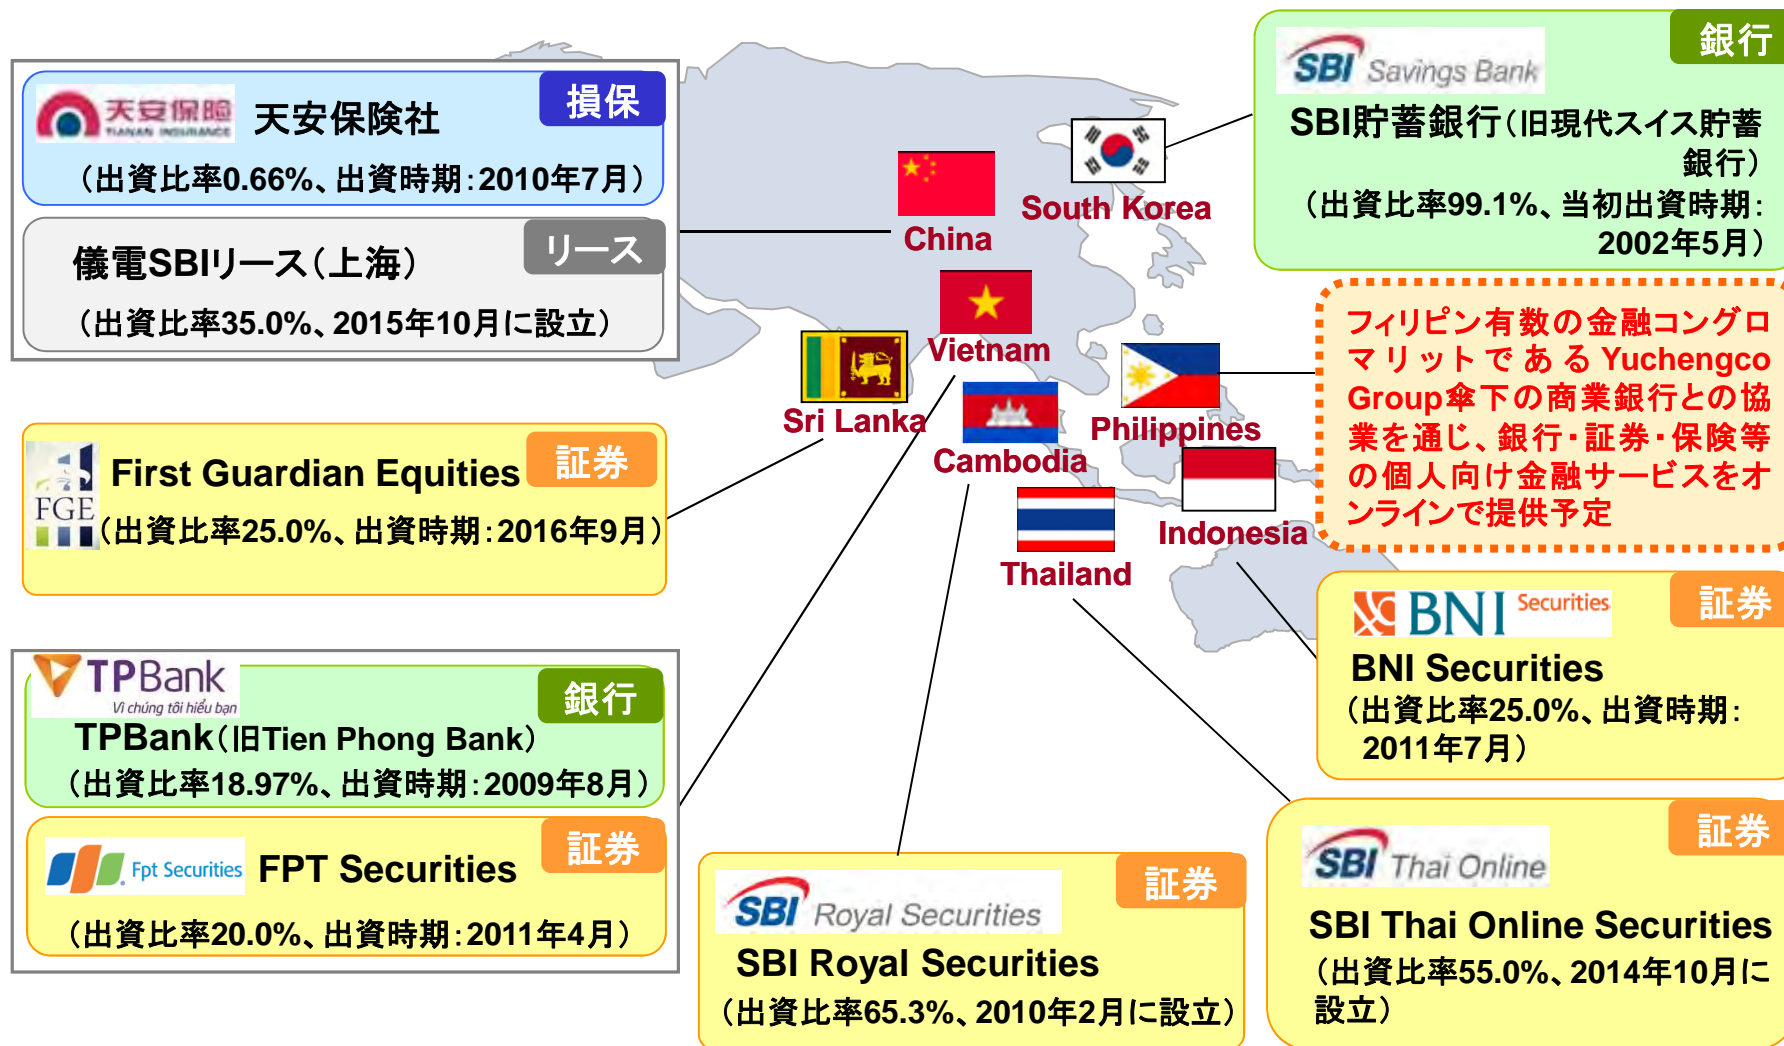 天安保險
TIANAN INSURANCE
天安保険社
損保
（出資比率0.66%、出資時期：2010年7月）
儀電SBIリース（上海）
リース
（出資比率35.0%、2015年10月に設立）
FGE
First Guardian Equities
証券
（出資比率25.0%、出資時期：2016年9月）
TPBank
Vì chúng tôi hiểu bạn
銀行
TPBank（旧Tien Phong Bank）
（出資比率18.97%、出資時期：2009年8月）
Fpt Securities
FPT Securities
証券
（出資比率20.0%、出資時期：2011年4月）
China
South Korea
Vietnam
Sri Lanka
Cambodia
Philippines
Thailand
Indonesia
SBI Savings Bank
銀行
SBI貯蓄銀行（旧現代スイス貯蓄
銀行）
（出資比率99.1%、当初出資時期：
2002年5月）
フィリピン有数の金融コングロ
マリットであるYuchengco
Group傘下の商業銀行との協
業を通じ、銀行・証券・保険等
の個人向け金融サービスをオ
ンラインで提供予定
BNI Securities
証券
BNI Securities
（出資比率25.0%、出資時期：
2011年7月）
SBI Royal Securities
証券
SBI Royal Securities
（出資比率65.3%、2010年2月に設立）
SBI Thai Online
証券
SBI Thai Online Securities
（出資比率55.0%、2014年10月に
設立）